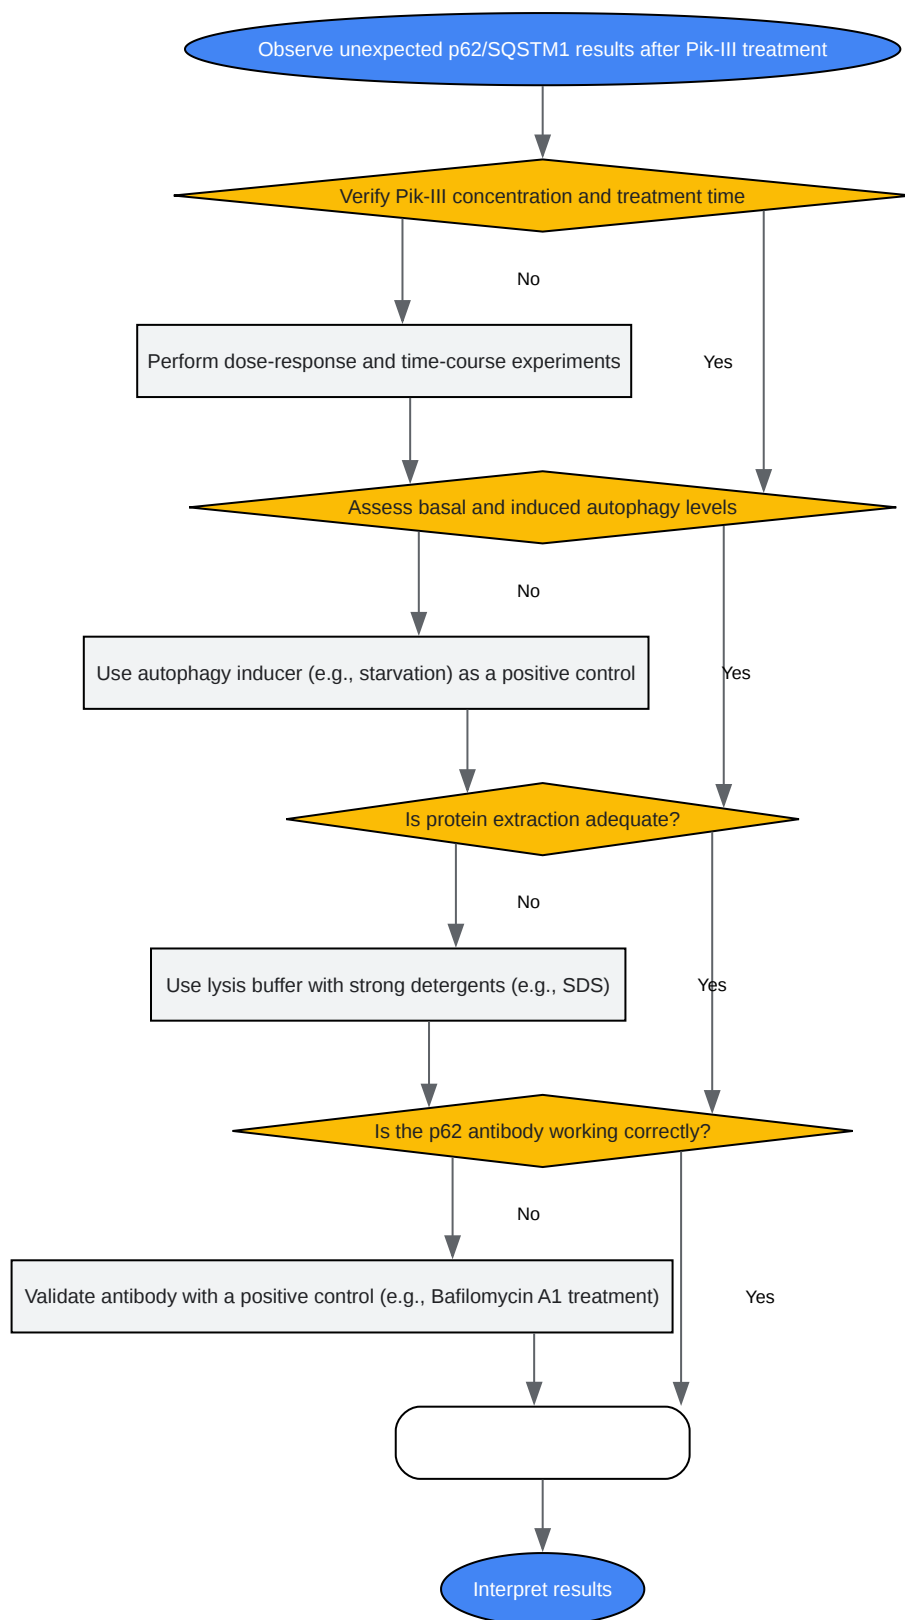 Observe unexpected p62/SQSTM1 results after Pik-III treatment
Verify Pik-III concentration and treatment time
No
Perform dose-response and time-course experiments
Yes
Assess basal and induced autophagy levels
No
Use autophagy inducer (e.g., starvation) as a positive control
Yes
Is protein extraction adequate?
No
Use lysis buffer with strong detergents (e.g., SDS)
Yes
Is the p62 antibody working correctly?
No
Validate antibody with a positive control (e.g., Bafilomycin A1 treatment)
Yes
Interpret results